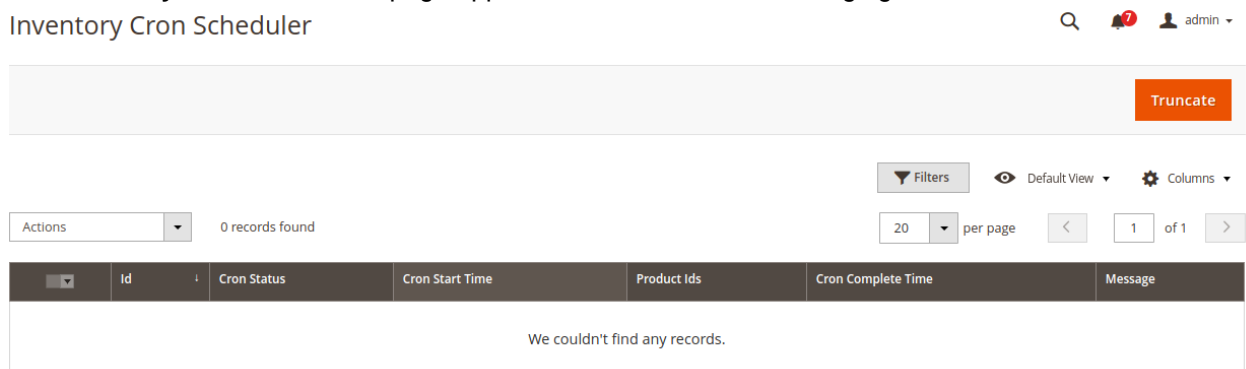 Inventory Cron Scheduler
7 admin
Truncate
Filters Default View Columns
Actions 0 records found 20 per page 1 of 1
Id Cron Status Cron Start Time Product Ids Cron Complete Time Message
We couldn't find any records.